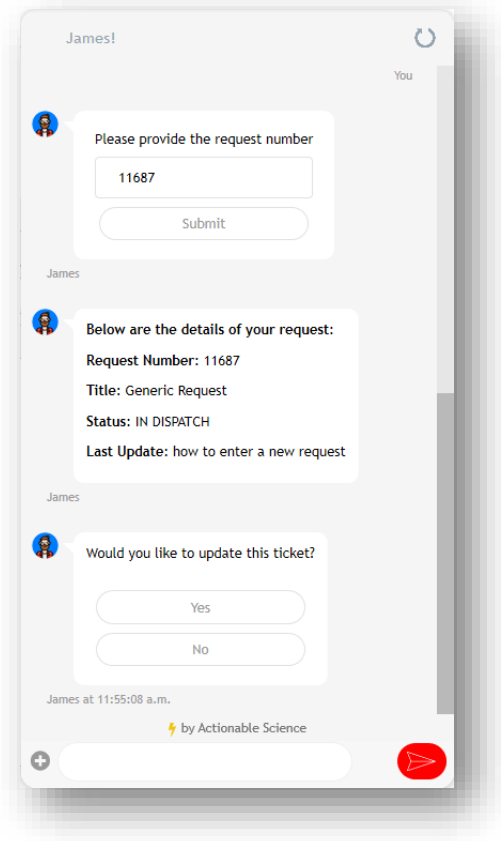 James!
You
Please provide the request number
11687
Submit
James
Below are the details of your request:
Request Number: 11687
Title: Generic Request
Status: IN DISPATCH
Last Update: how to enter a new request
James
Would you like to update this ticket?
Yes
No
James at 11:55:08 a.m.
by Actionable Science